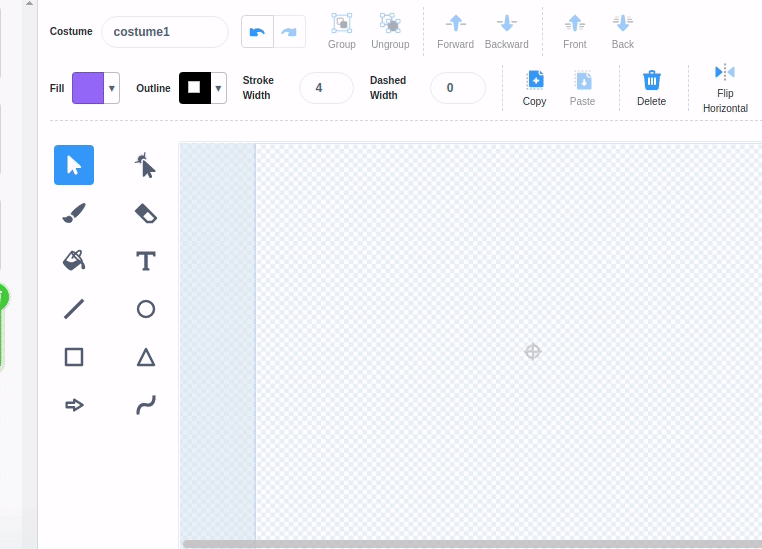 Costume
costume1
Group
Ungroup
Forward
Backward
Front
Back
Fill
Outline
Stroke
Width
4
Dashed
Width
0
Copy
Paste
Delete
Flip
Horizontal